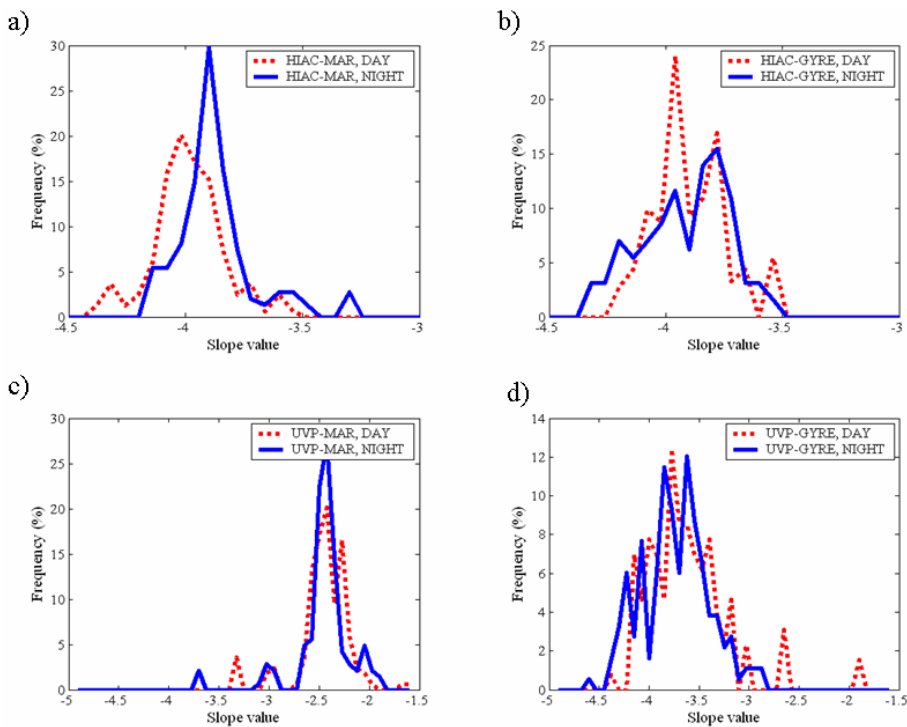 a)
30
25
20
15
10
5
0
Frequency (%)
HIAC-MAR, DAY
HIAC-MAR, NIGHT
-4.5 -4 -3.5 -3
Slope value
b)
25
20
15
10
5
0
Frequency (%)
HIAC-GYRE, DAY
HIAC-GYRE, NIGHT
-4.5 -4 -3.5 -3
Slope value
c)
30
25
20
15
10
5
0
Frequency (%)
UVP-MAR, DAY
UVP-MAR, NIGHT
-5 -4.5 -4 -3.5 -3 -2.5 -2 -1.5
Slope value
d)
14
12
10
8
6
4
2
0
Frequency (%)
UVP-GYRE, DAY
UVP-GYRE, NIGHT
-5 -4.5 -4 -3.5 -3 -2.5 -2 -1.5
Slope value